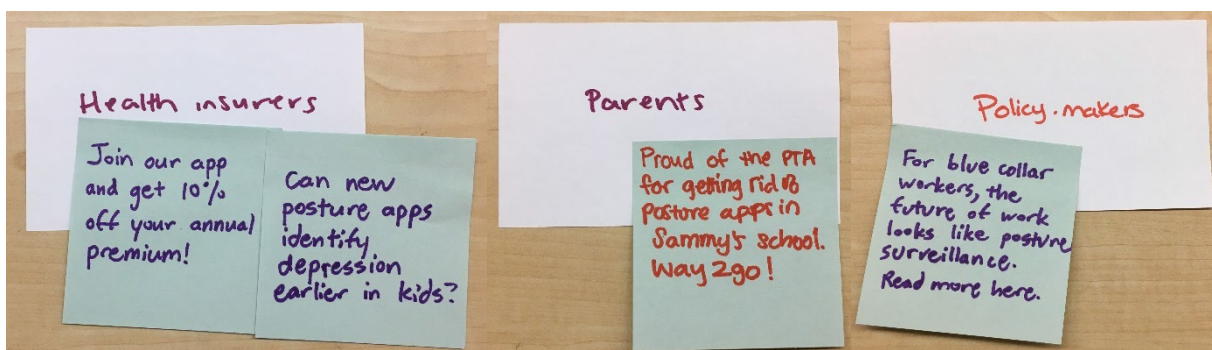 Health insurers
Join our app
and get 10%
off your annual
premium!
Can new
posture apps
identify
depression
earlier in kids?
Parents
Proud of the PTA
for getting rid of
posture apps in
Sammy's school.
Way 2go!
Policy.makers
For blue collar
workers, the
future of work
looks like posture
surveillance.
Read more here.